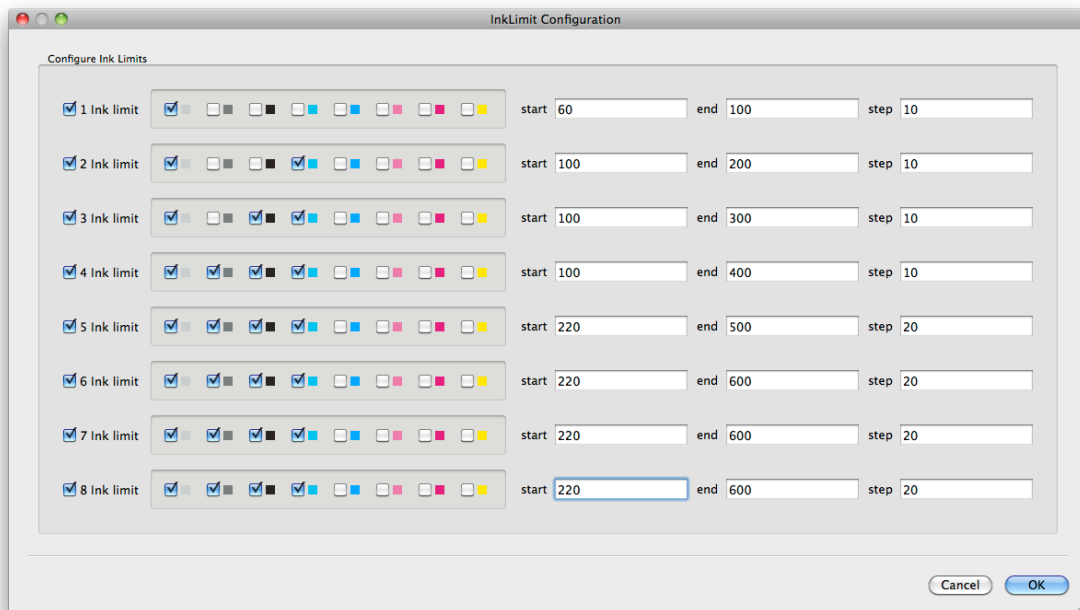 InkLimit Configuration
Configure Ink Limits
1 Ink limit start 60 end 100 step 10
2 Ink limit start 100 end 200 step 10
3 Ink limit start 100 end 300 step 10
4 Ink limit start 100 end 400 step 10
5 Ink limit start 220 end 500 step 20
6 Ink limit start 220 end 600 step 20
7 Ink limit start 220 end 600 step 20
8 Ink limit start 220 end 600 step 20
Cancel OK